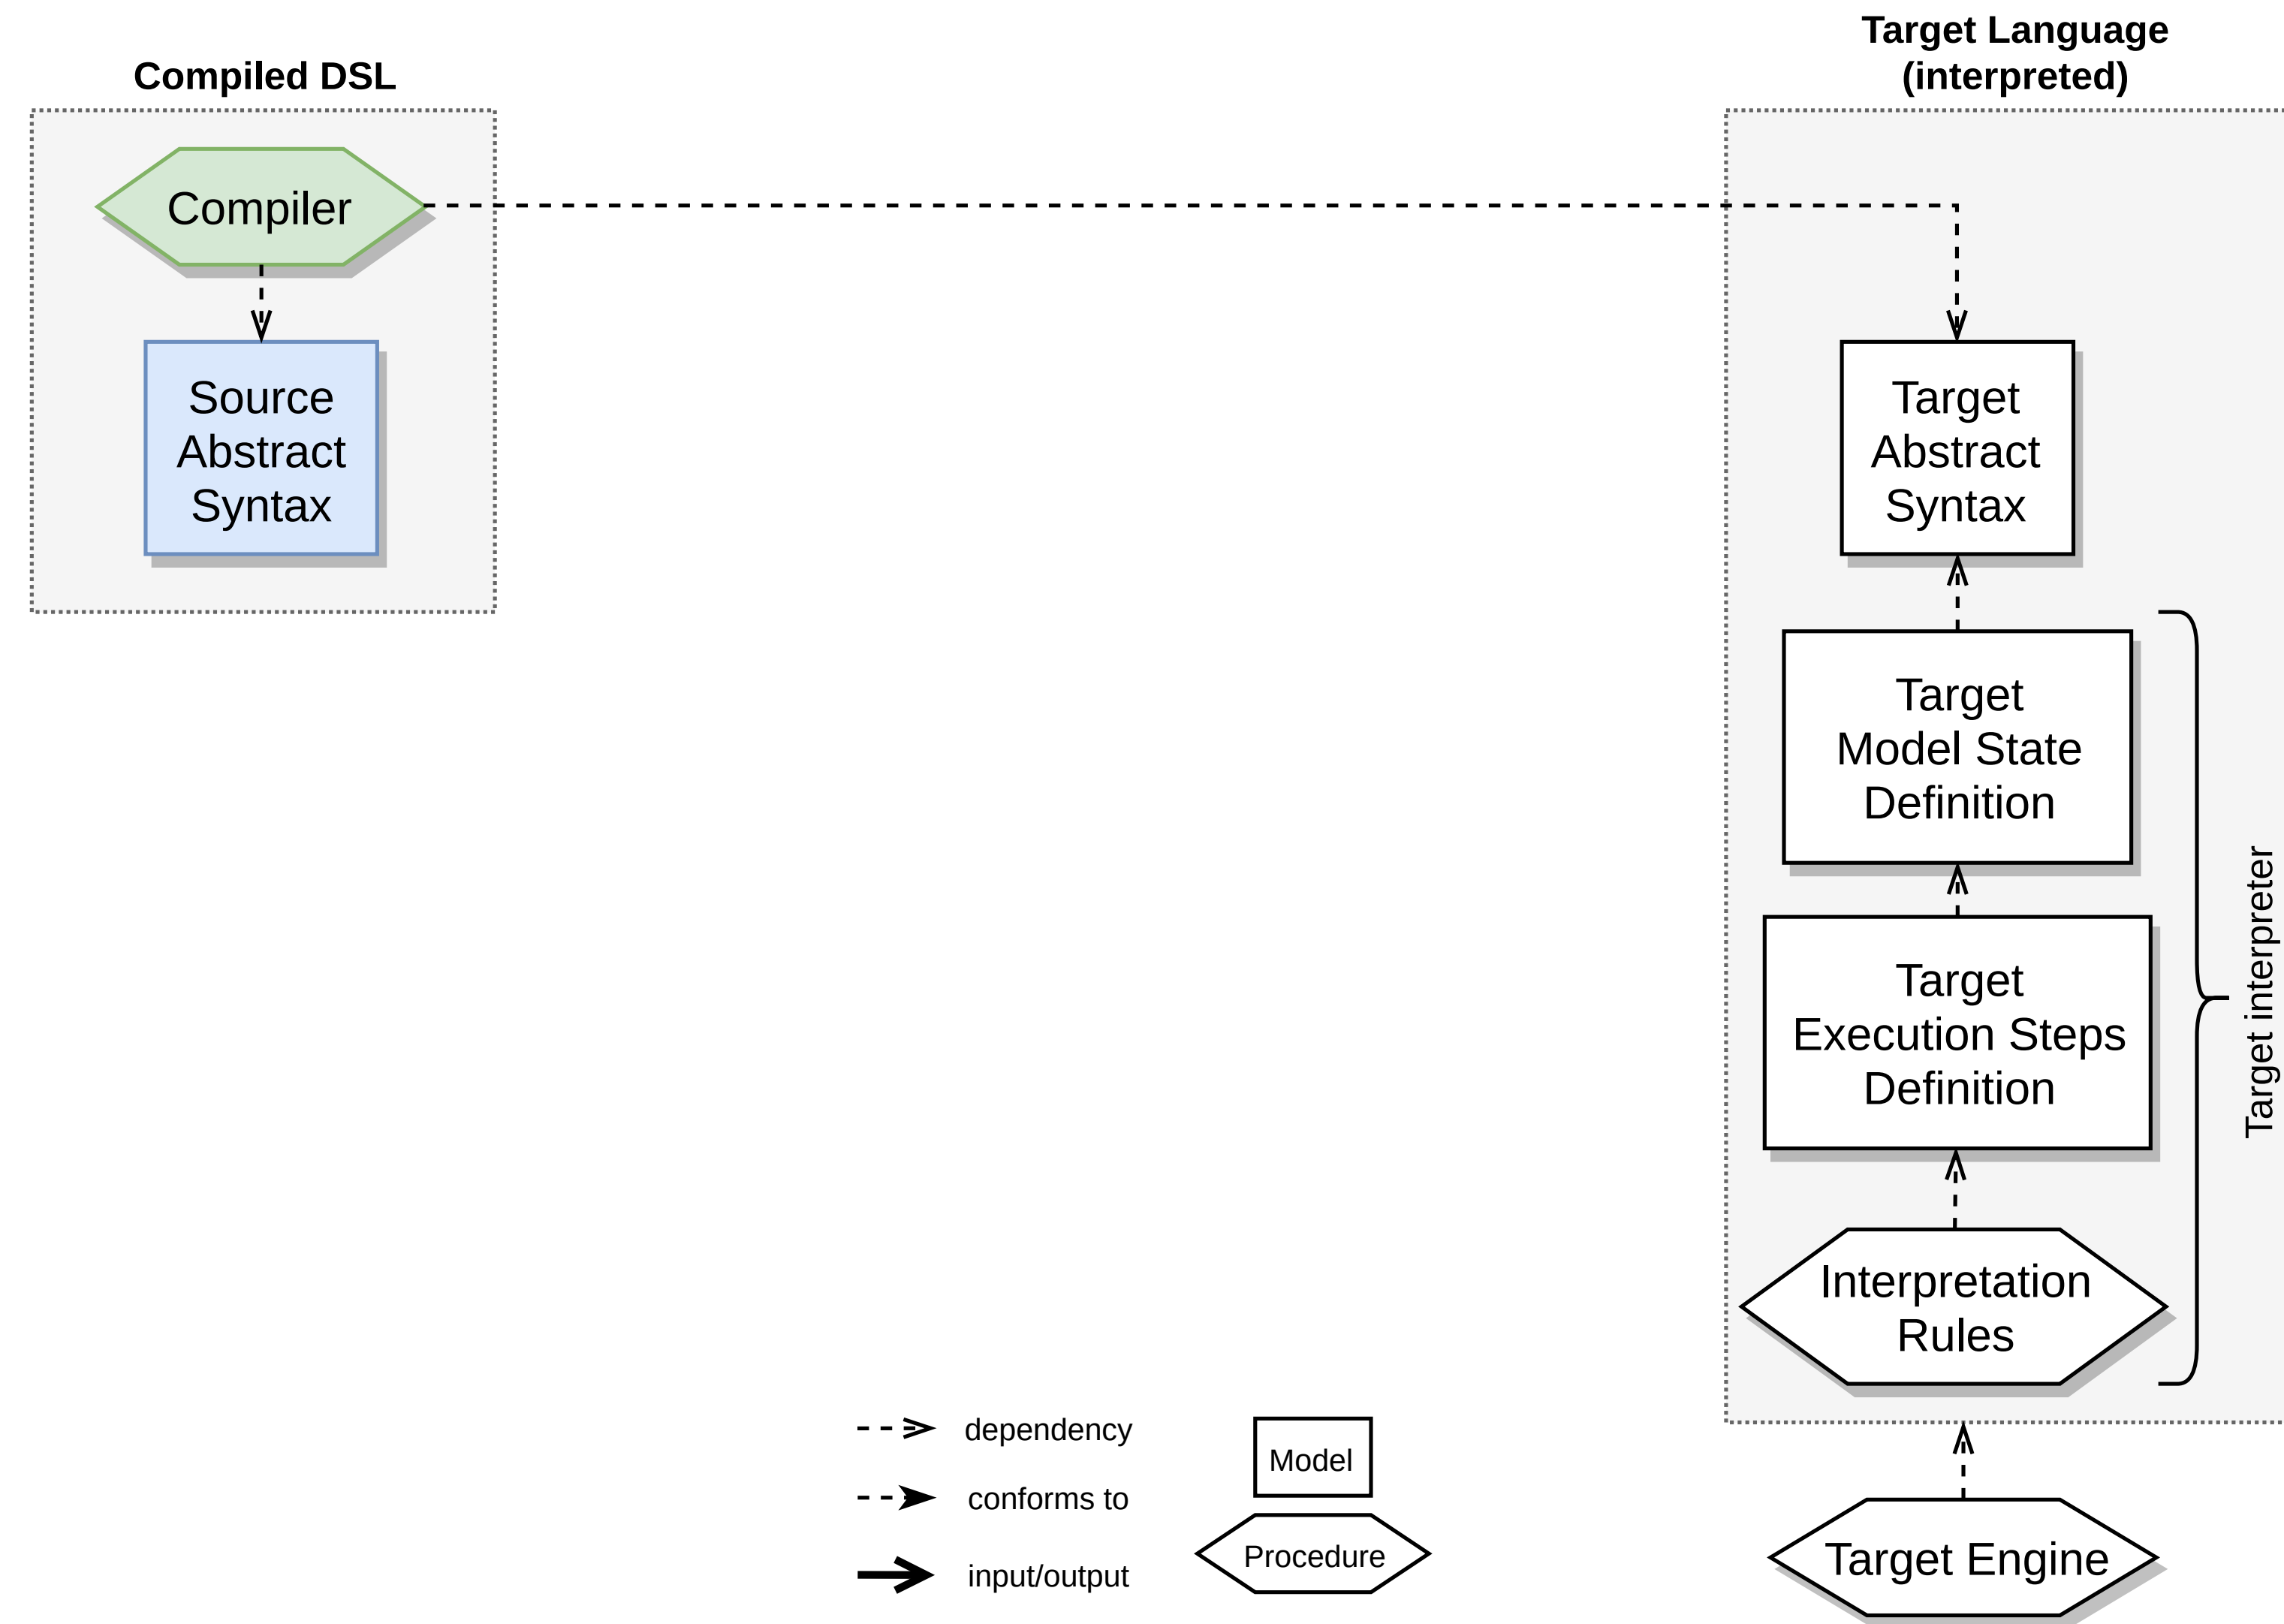 Compiled DSL
Compiler
Source
Abstract
Syntax
Target Language
(interpreted)
Target
Abstract
Syntax
Target
Model State
Definition
Target
Execution Steps
Definition
Interpretation
Rules
Target interpreter
Target Engine
dependency
conforms to
input/output
Model
Procedure